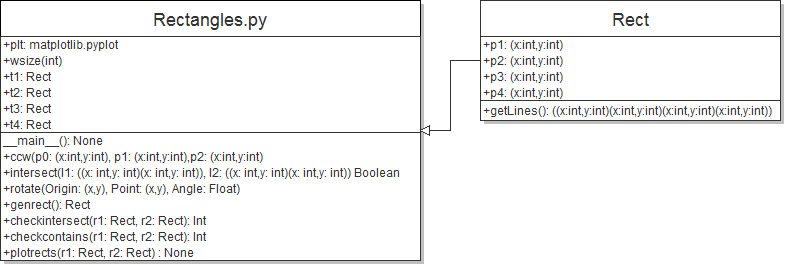 Rectangles.py
+plt: matplotlib.pyplot
+wsize(int)
+t1: Rect
+t2: Rect
+t3: Rect
+t4: Rect
__main__(): None
+ccw(p0: (x:int,y:int), p1: (x:int,y:int),p2: (x:int,y:int)
+intersect(l1: ((x: int,y: int)(x: int,y: int)), l2: ((x: int,y: int)(x: int,y: int)) Boolean
+rotate(Origin: (x,y), Point: (x,y), Angle: Float)
+genrect(): Rect
+checkintersect(r1: Rect, r2: Rect): Int
+checkcontains(r1: Rect, r2: Rect): Int
+plotrects(r1: Rect, r2: Rect) : None
Rect
+p1: (x:int,y:int)
+p2: (x:int,y:int)
+p3: (x:int,y:int)
+p4: (x:int,y:int)
+getLines(): ((x:int,y:int)(x:int,y:int)(x:int,y:int)(x:int,y:int))